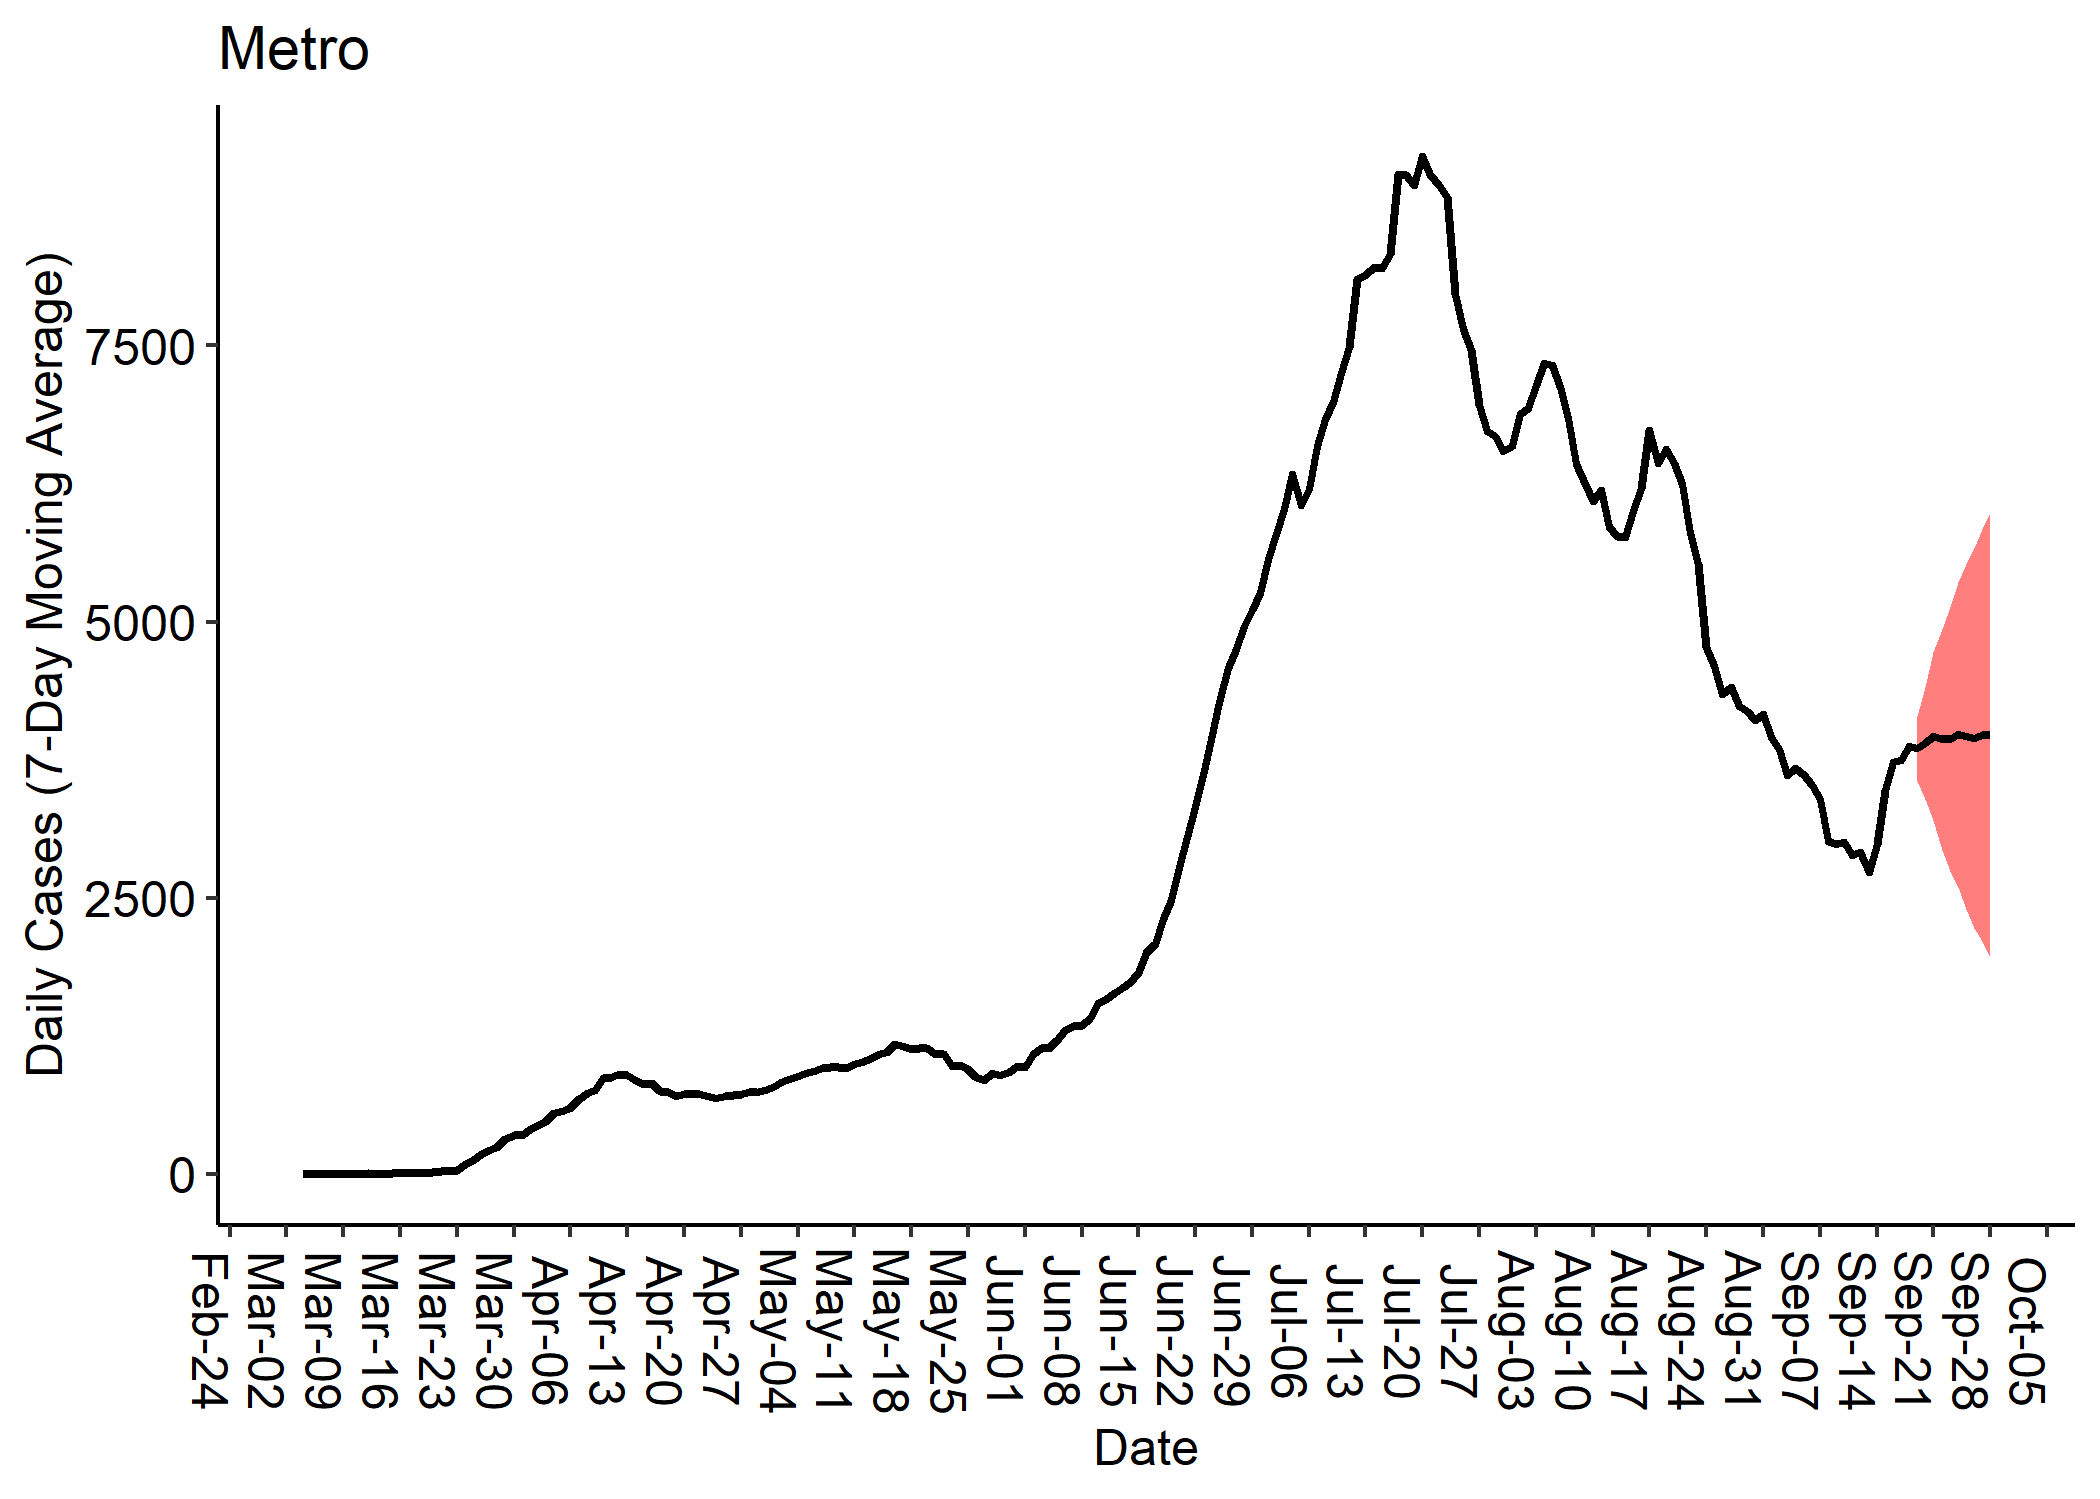 Metro
Daily Cases (7-Day Moving Average)
7500
5000
2500
0
Feb-24
Mar-02
Mar-09
Mar-16
Mar-23
Mar-30
Apr-06
Apr-13
Apr-20
Apr-27
May-04
May-11
May-18
May-25
Jun-01
Jun-08
Jun-15
Jun-22
Jun-29
Jul-06
Jul-13
Jul-20
Jul-27
Aug-03
Aug-10
Aug-17
Aug-24
Aug-31
Sep-07
Sep-14
Sep-21
Sep-28
Oct-05
Date